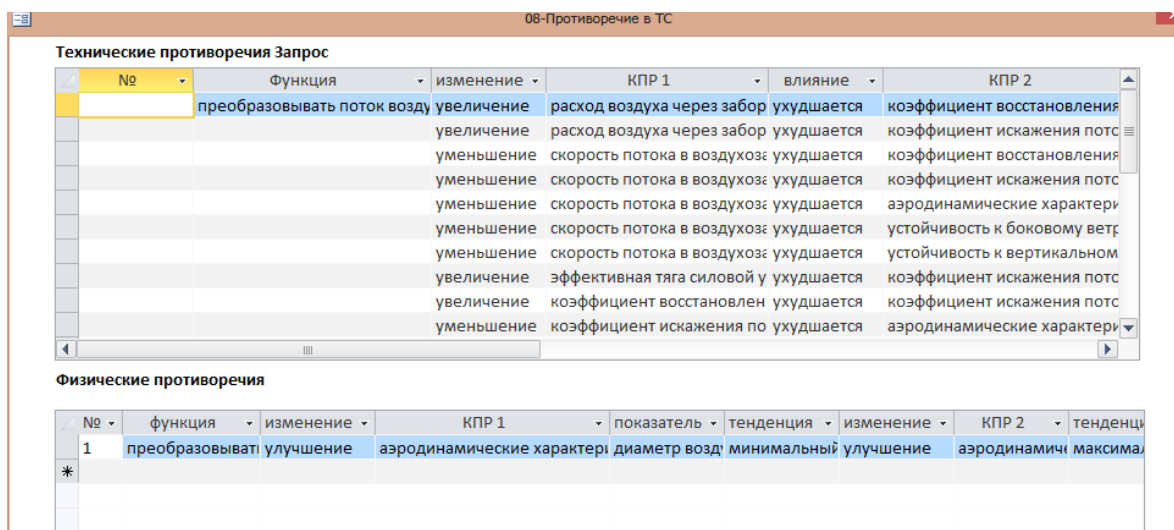 08-Противоречие в ТС
Технические противоречия Запрос
№ Функция изменение КПР 1 влияние КПР 2
преобразовывать поток возду увеличение расход воздуха через забор ухудшается коэффициент восстановления
увеличение расход воздуха через забор ухудшается коэффициент искажения пото
уменьшение скорость потока в воздухоза ухудшается коэффициент восстановления
уменьшение скорость потока в воздухоза ухудшается коэффициент искажения пото
уменьшение скорость потока в воздухоза ухудшается аэродинамические характери
уменьшение скорость потока в воздухоза ухудшается устойчивость к боковому ветр
уменьшение скорость потока в воздухоза ухудшается устойчивость к вертикальном
увеличение эффективная тяга силовой у ухудшается коэффициент искажения пото
увеличение коэффициент восстановлен ухудшается коэффициент искажения пото
уменьшение коэффициент искажения по ухудшается аэродинамические характери
Физические противоречия
№ функция изменение КПР 1 показатель тенденция изменение КПР 2 тенденци
1 преобразовыват улучшение аэродинамические характери диаметр возду минимальный улучшение аэродинамиче максимал